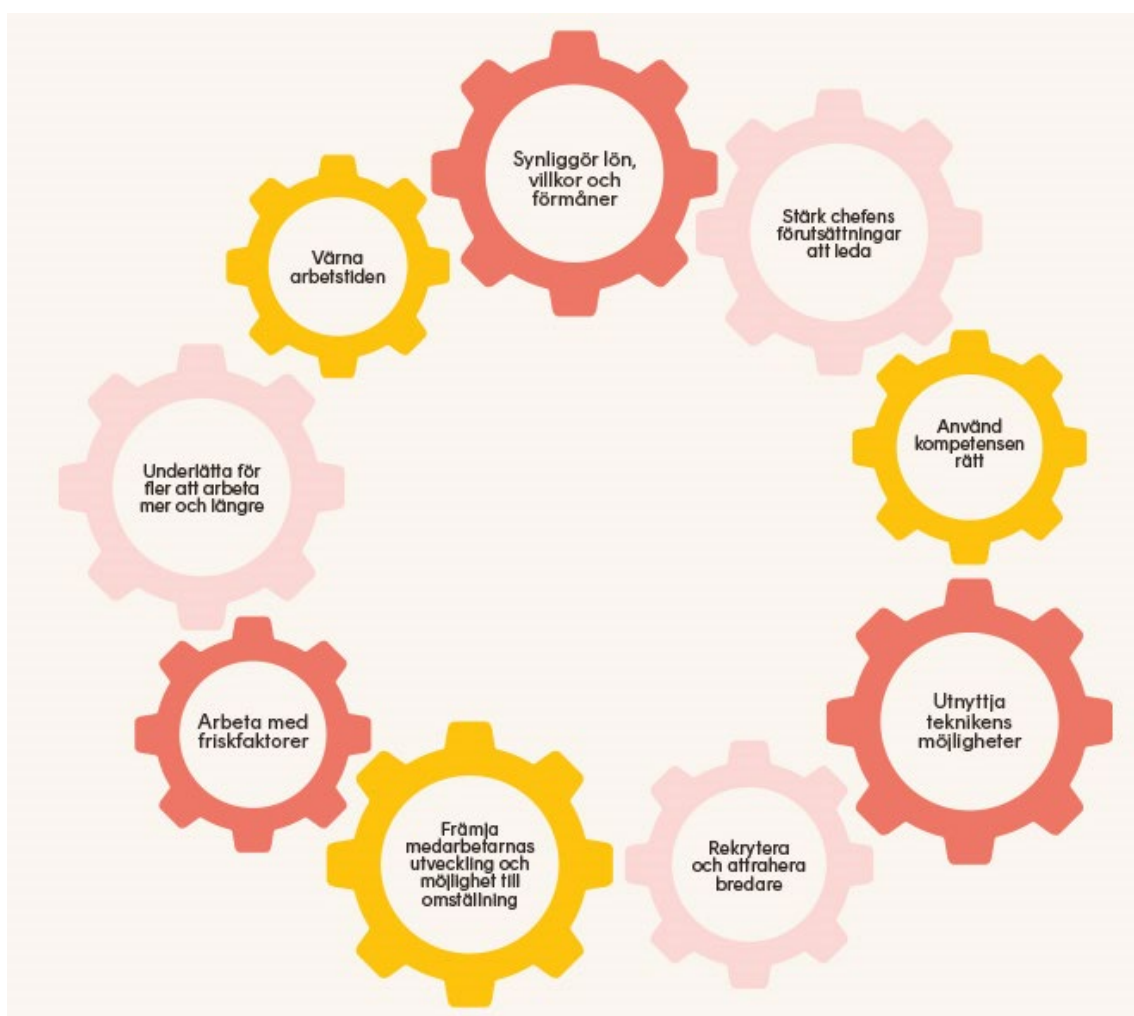 Synliggör lön,
villkor och
förmåner
Stärk chefens
förutsättningar
att leda
Använd
kompetensen
rätt
Utnyttja
teknikens
möjligheter
Rekrytera
och attrahera
bredare
Främja
medarbetarnas
utveckling och
möjlighet till
omställning
Arbeta med
friskfaktorer
Underlätta för
fler att arbeta
mer och längre
Värna
arbetstiden